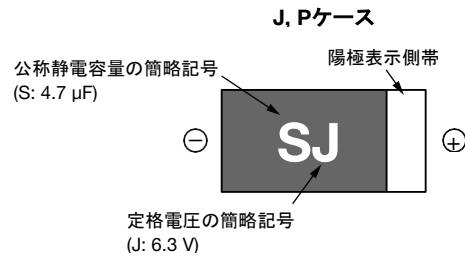 J, Pケース
公称静電容量の簡略記号
(S: 4.7 µF)
陽極表示側帯
⊖
SJ
⊕
定格電圧の簡略記号
(J: 6.3 V)